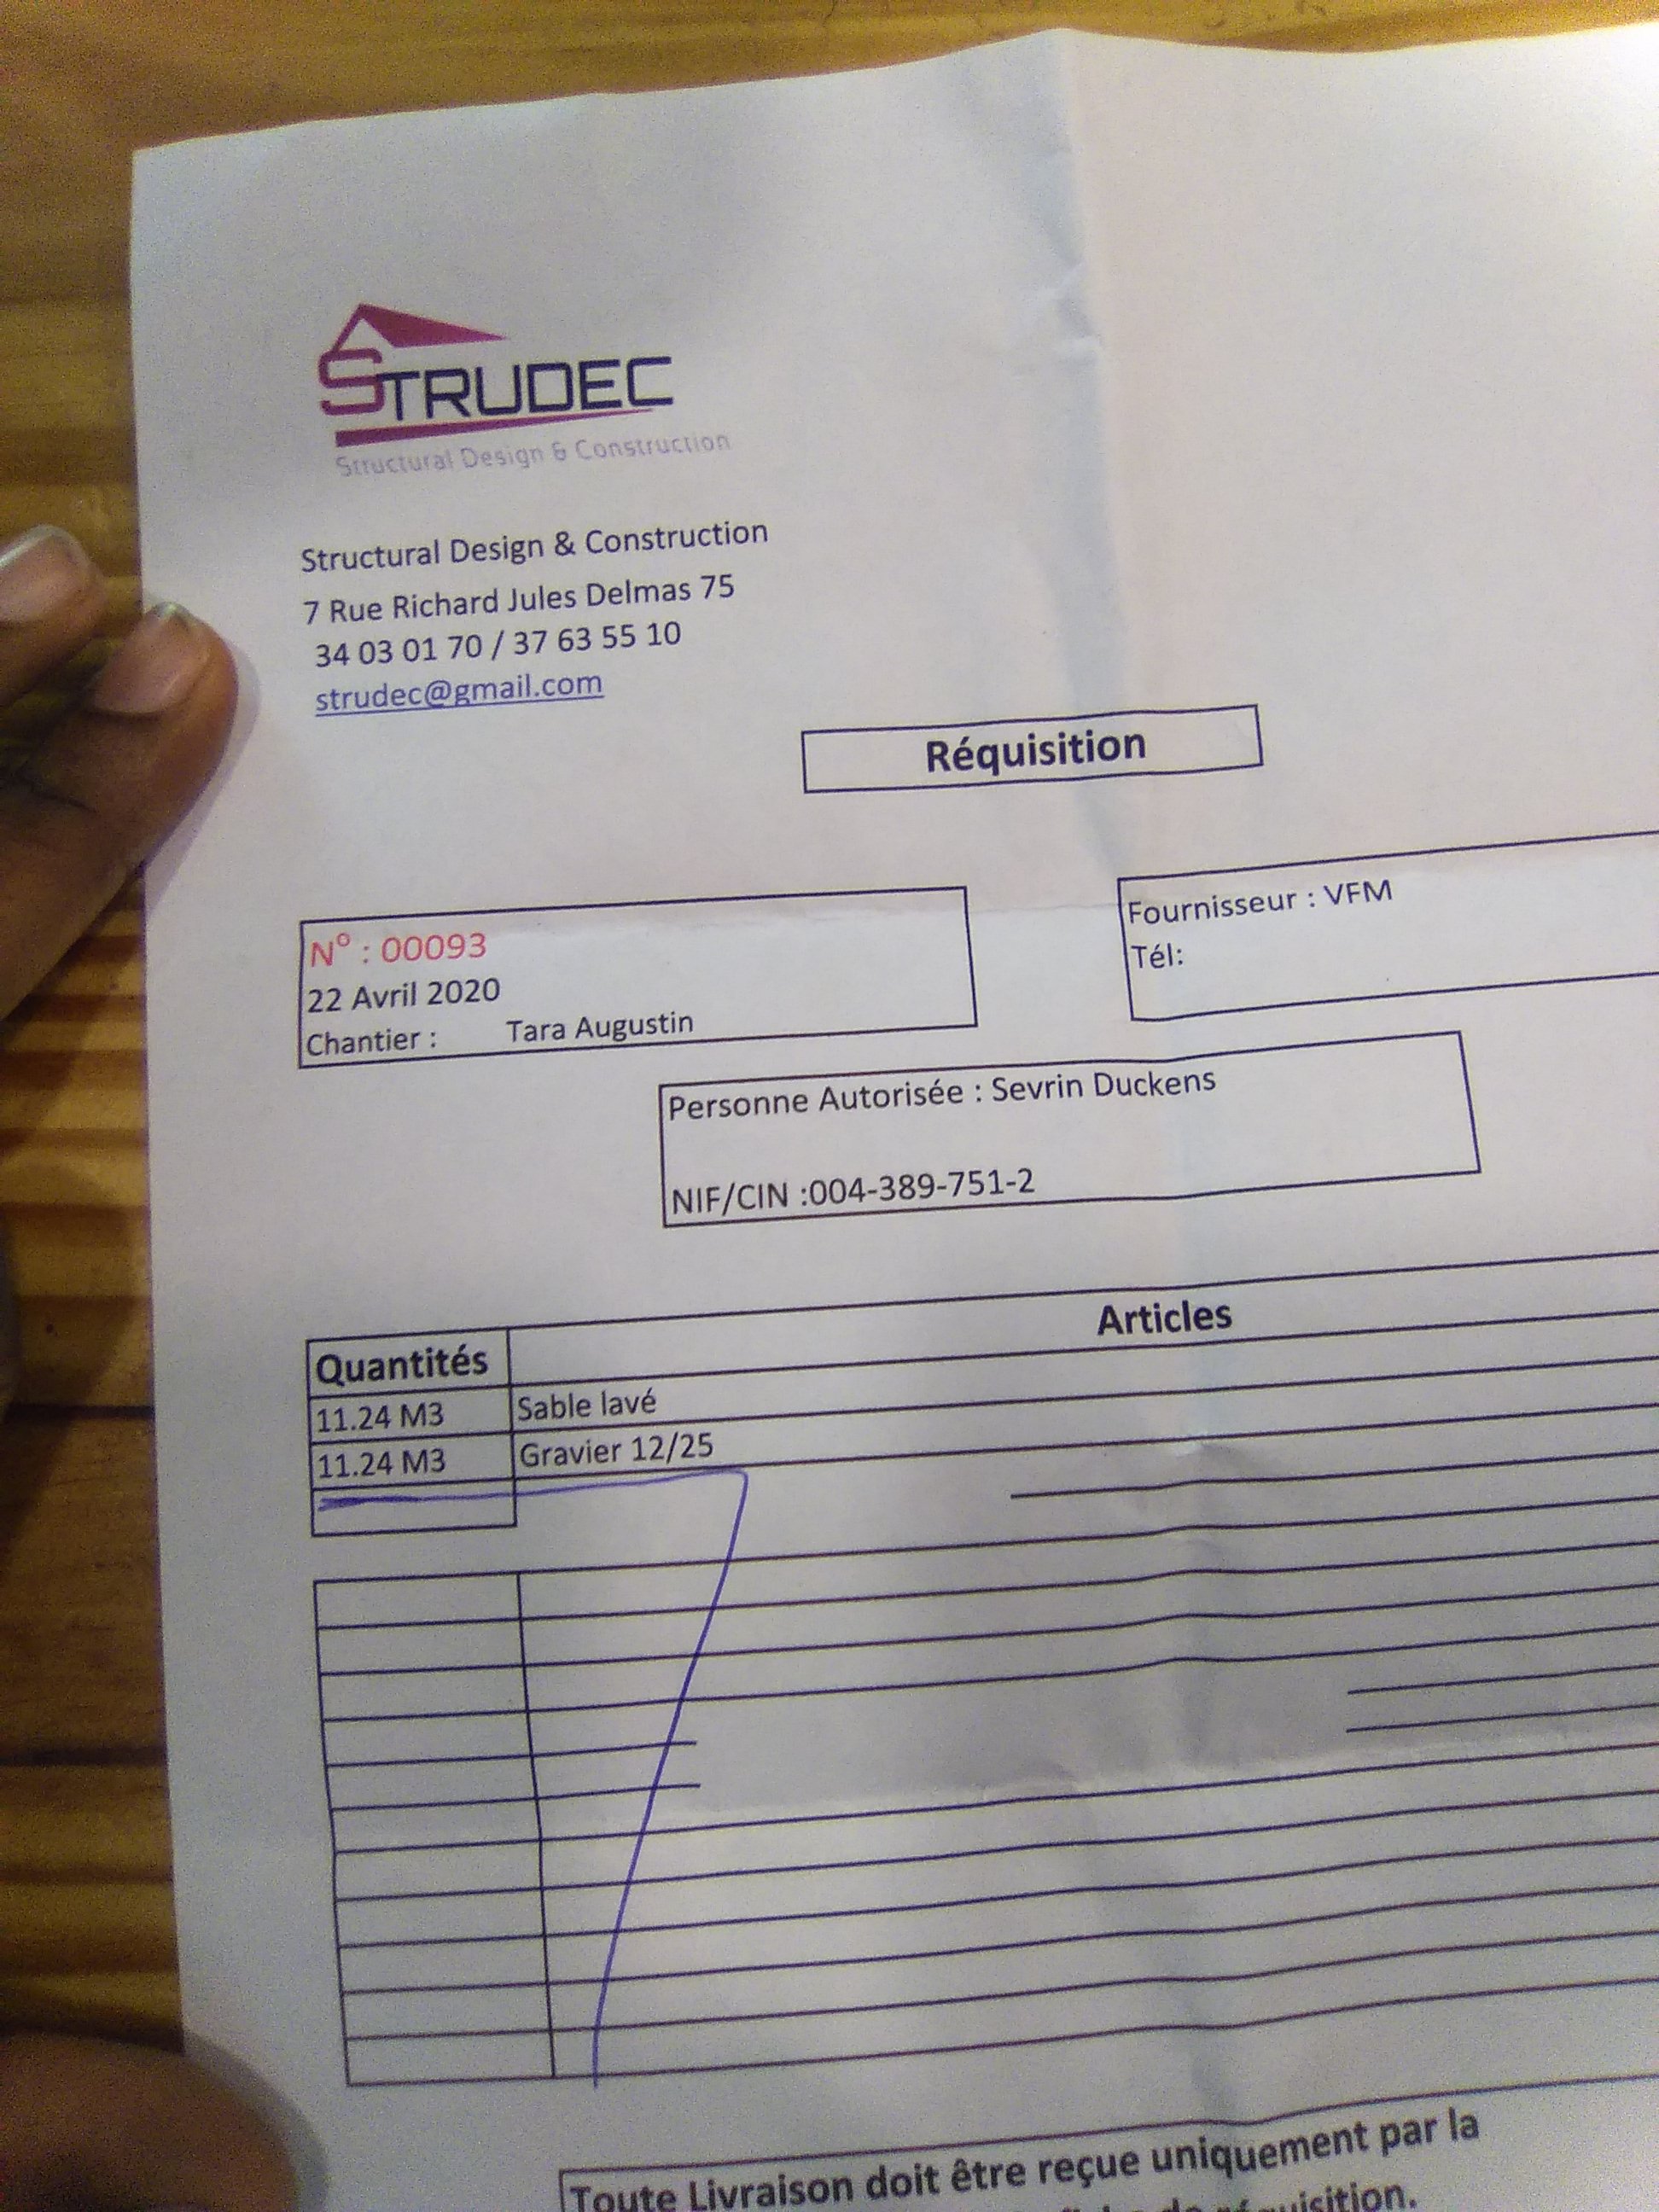 STRUDEC
Structural Design & Construction
Structural Design & Construction
7 Rue Richard Jules Delmas 75
34 03 01 70 / 37 63 55 10
strudec@gmail.com
Réquisition
N° : 00093
22 Avril 2020
Chantier : Tara Augustin
Fournisseur : VFM
Tél:
Personne Autorisée : Sevrin Duckens
NIF/CIN :004-389-751-2
Quantités Articles
11.24 M3 Sable lavé
11.24 M3 Gravier 12/25
Toute Livraison doit être reçue uniquement par la
de réquisition.